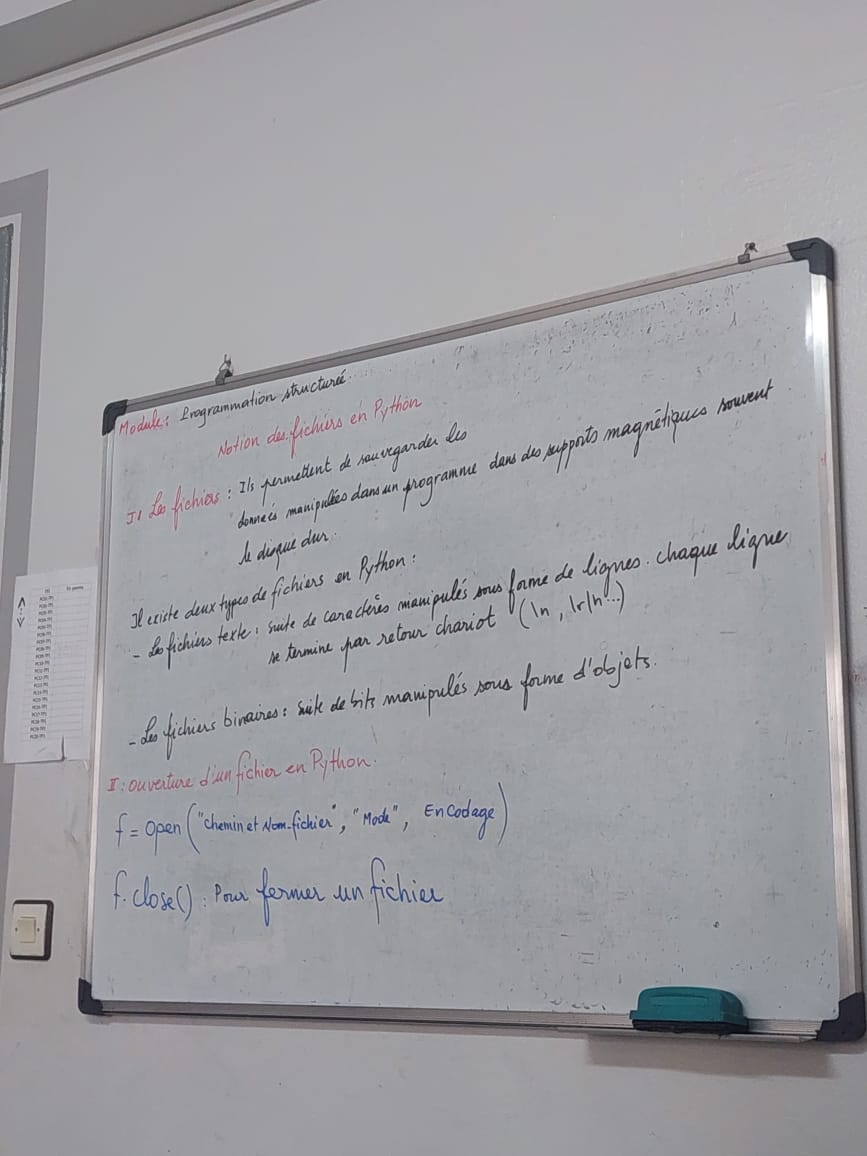 Module: Programmation structurée
Notion des fichiers en Python
I: Les fichiers : Ils permettent de sauvegarder les
données manipulées dans un programme dans des supports magnétiques souvent
le disque dur.
Il existe deux types de fichiers en Python :
- Les fichiers texte : suite de caractères manipulés sous forme de lignes. chaque ligne
se termine par retour chariot (\n, \r\n...)
- Les fichiers binaires : suite de bits manipulés sous forme d'objets.
II : Ouverture d'un fichier en Python.
f = Open ("Chemin et Nom-fichier", "Mode", EnCodage)
f.close() : Pour fermer un fichier